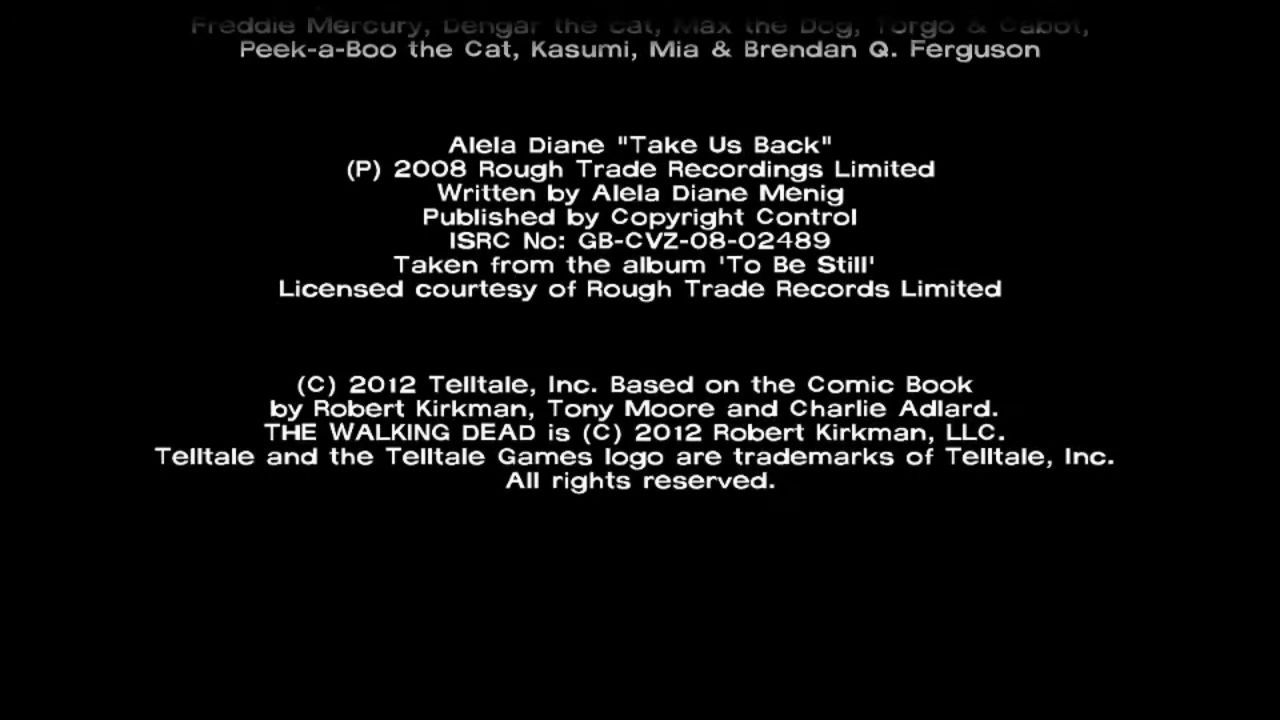 Freddie Mercury, Dengar the cat, Max the Dog, Torgo & Cabot,
Peek-a-Boo the Cat, Kasumi, Mia & Brendan Q. Ferguson
Alela Diane "Take Us Back"
(P) 2008 Rough Trade Recordings Limited
Written by Alela Diane Menig
Published by Copyright Control
ISRC No: GB-CVZ-08-02489
Taken from the album 'To Be Still'
Licensed courtesy of Rough Trade Records Limited
(C) 2012 Telltale, Inc. Based on the Comic Book
by Robert Kirkman, Tony Moore and Charlie Adlard.
THE WALKING DEAD is (C) 2012 Robert Kirkman, LLC.
Telltale and the Telltale Games logo are trademarks of Telltale, Inc.
All rights reserved.